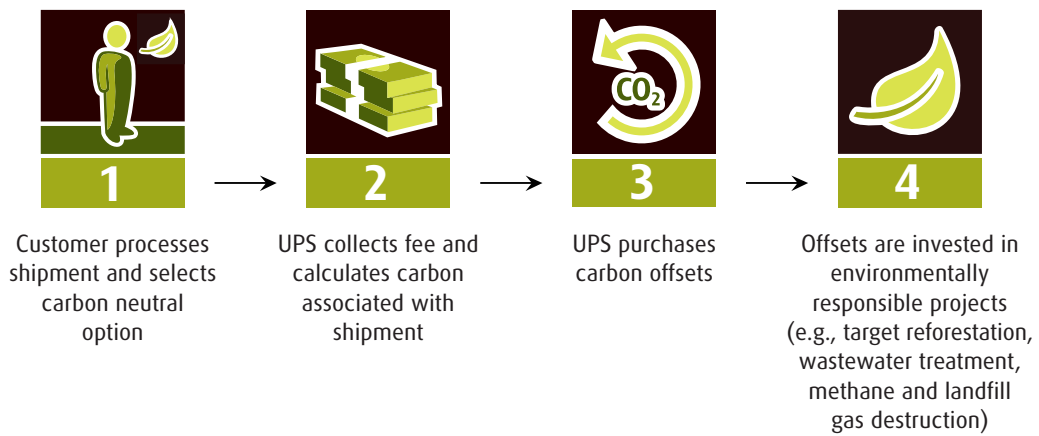 1
Customer processes
shipment and selects
carbon neutral
option
2
UPS collects fee and
calculates carbon
associated with
shipment
CO₂
3
UPS purchases
carbon offsets
4
Offsets are invested in
environmentally
responsible projects
(e.g., target reforestation,
wastewater treatment,
methane and landfill
gas destruction)